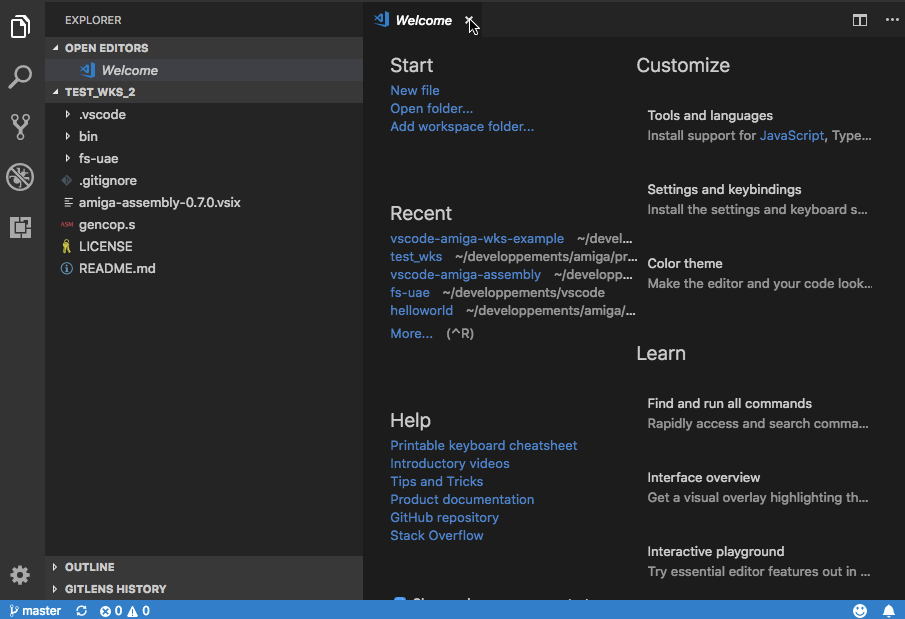 EXPLORER
OPEN EDITORS
Welcome
TEST_WKS_2
.vscode
bin
fs-uae
.gitignore
amiga-assembly-0.7.0.vsix
ASM gencop.s
LICENSE
README.md
OUTLINE
GITLENS HISTORY
Welcome
Start
New file
Open folder...
Add workspace folder...
Recent
vscode-amiga-wks-example ~/devel...
test_wks ~/developpements/amiga/pr...
vscode-amiga-assembly ~/developp...
fs-uae ~/developpements/vscode
helloworld ~/developpements/amiga/...
More... (^R)
Help
Printable keyboard cheatsheet
Introductory videos
Tips and Tricks
Product documentation
GitHub repository
Stack Overflow
Customize
Tools and languages
Install support for JavaScript, Type...
Settings and keybindings
Install the settings and keyboard s...
Color theme
Make the editor and your code look...
Learn
Find and run all commands
Rapidly access and search comma...
Interface overview
Get a visual overlay highlighting th...
Interactive playground
Try essential editor features out in ...
master 0 0